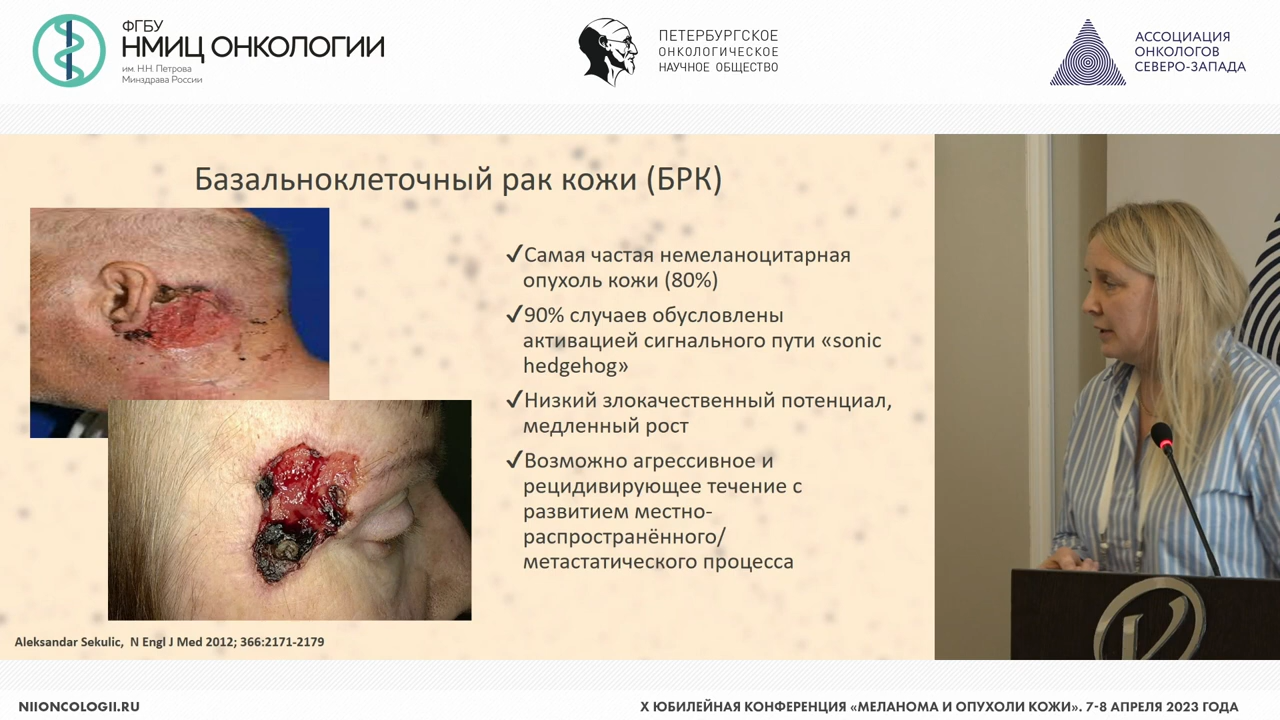 ФГБУ
НМИЦ ОНКОЛОГИИ
им. Н.Н. Петрова
Минздрава России
ПЕТЕРБУРГСКОЕ
ОНКОЛОГИЧЕСКОЕ
НАУЧНОЕ ОБЩЕСТВО
АССОЦИАЦИЯ
ОНКОЛОГОВ
СЕВЕРО-ЗАПАДА
Базальноклеточный рак кожи (БРК)
✓Самая частая немеланоцитарная
опухоль кожи (80%)
✓90% случаев обусловлены
активацией сигнального пути «sonic
hedgehog»
✓Низкий злокачественный потенциал,
медленный рост
✓Возможно агрессивное и
рецидивирующее течение с
развитием местно-
распространённого/
метастатического процесса
Aleksandar Sekulic, N Engl J Med 2012; 366:2171-2179
NIIONCOLOGII.RU
X ЮБИЛЕЙНАЯ КОНФЕРЕНЦИЯ «МЕЛАНОМА И ОПУХОЛИ КОЖИ». 7-8 АПРЕЛЯ 2023 ГОДА